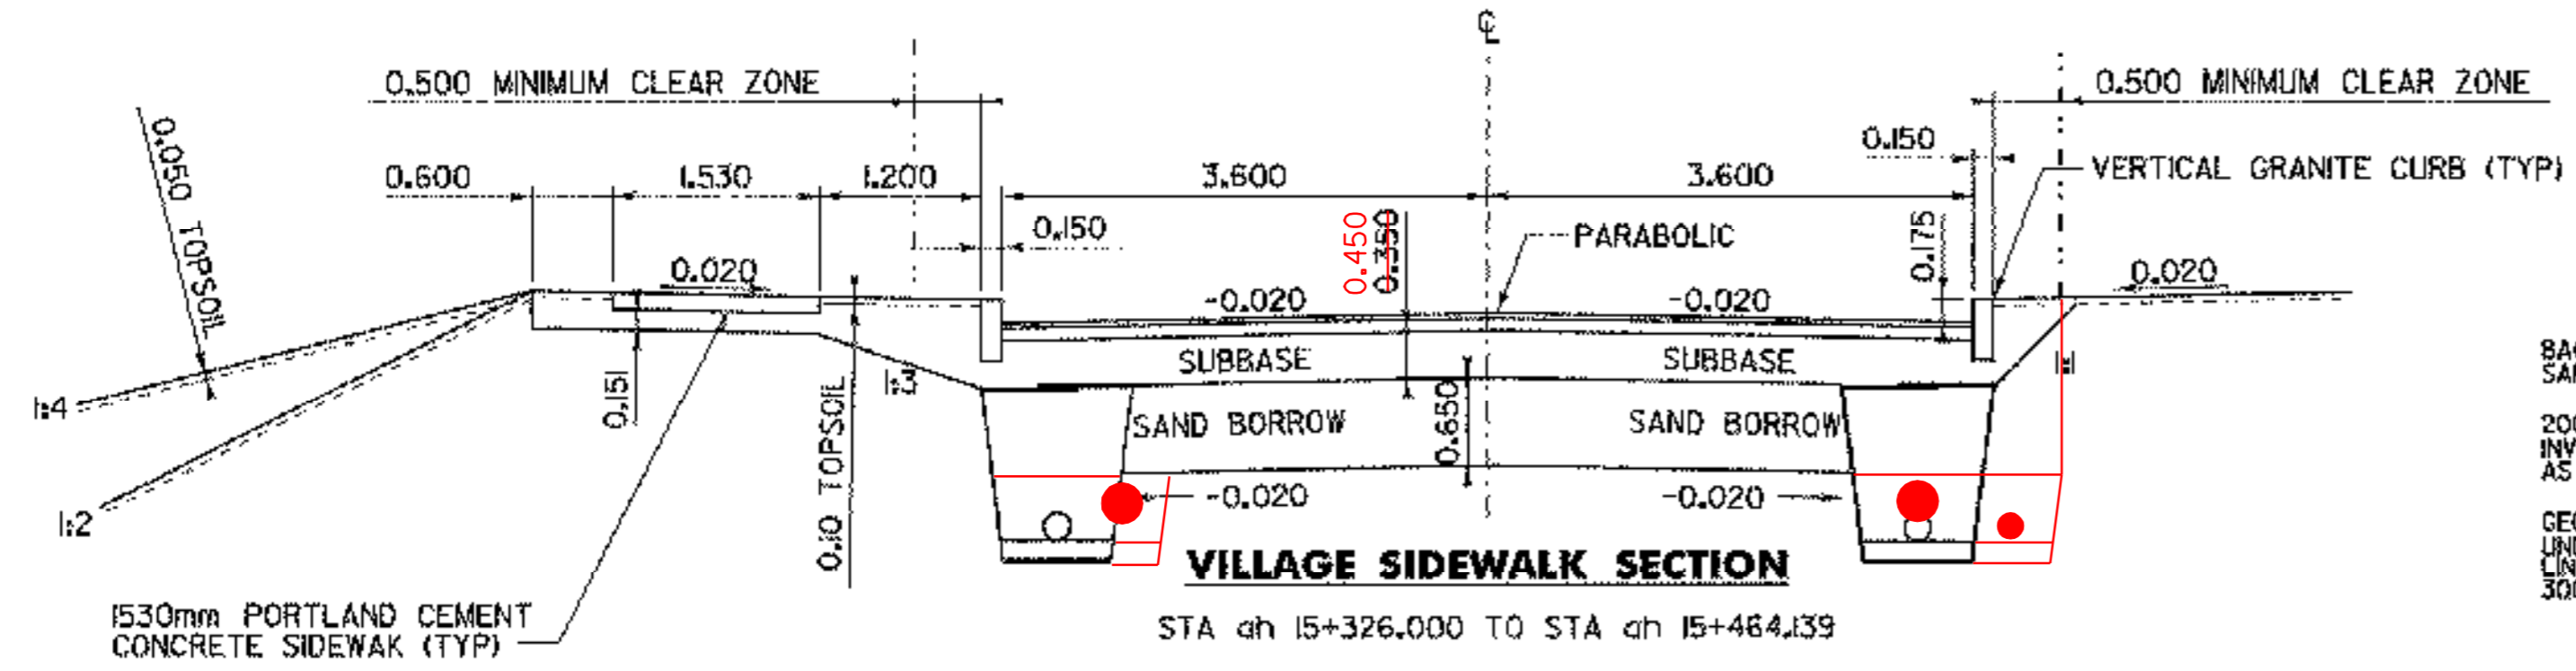 ℄
0.500 MINIMUM CLEAR ZONE
0.500 MINIMUM CLEAR ZONE
0.050 TOPSOIL
0.150
VERTICAL GRANITE CURB (TYP)
0.600
1.530
1.200
3.600
3.600
0.150
0.450
0.350
PARABOLIC
0.175
0.020
-0.020
-0.020
0.020
SUBBASE
SUBBASE
1:4
0.151
0.10 TOPSOIL
SAND BORROW
0.650
SAND BORROW
1:2
-0.020
-0.020
VILLAGE SIDEWALK SECTION
STA ah 15+326.000 TO STA ah 15+464.139
1530mm PORTLAND CEMENT
CONCRETE SIDEWAK (TYP)
200
AS
300